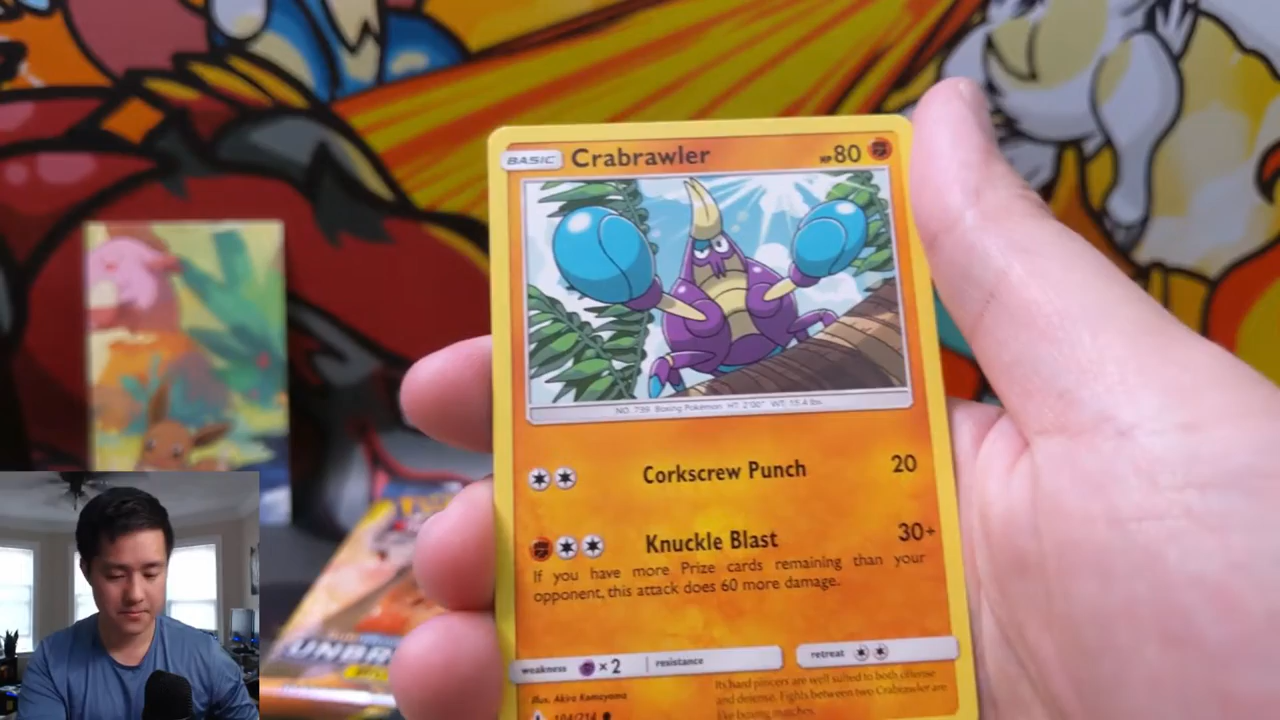 BASIC Crabrawler HP 80
NO. 739 Boxing Pokémon HT: 2'00" WT: 15.4 lbs.
Corkscrew Punch 20
Knuckle Blast 30+
If you have more Prize cards remaining than your
opponent, this attack does 60 more damage.
weakness ×2 resistance retreat
Illus. Akira Komayama
104/214
Its hard pincers are well suited to both offense
and defense. Fights between two Crabrawler are
like boxing matches.
UNBR